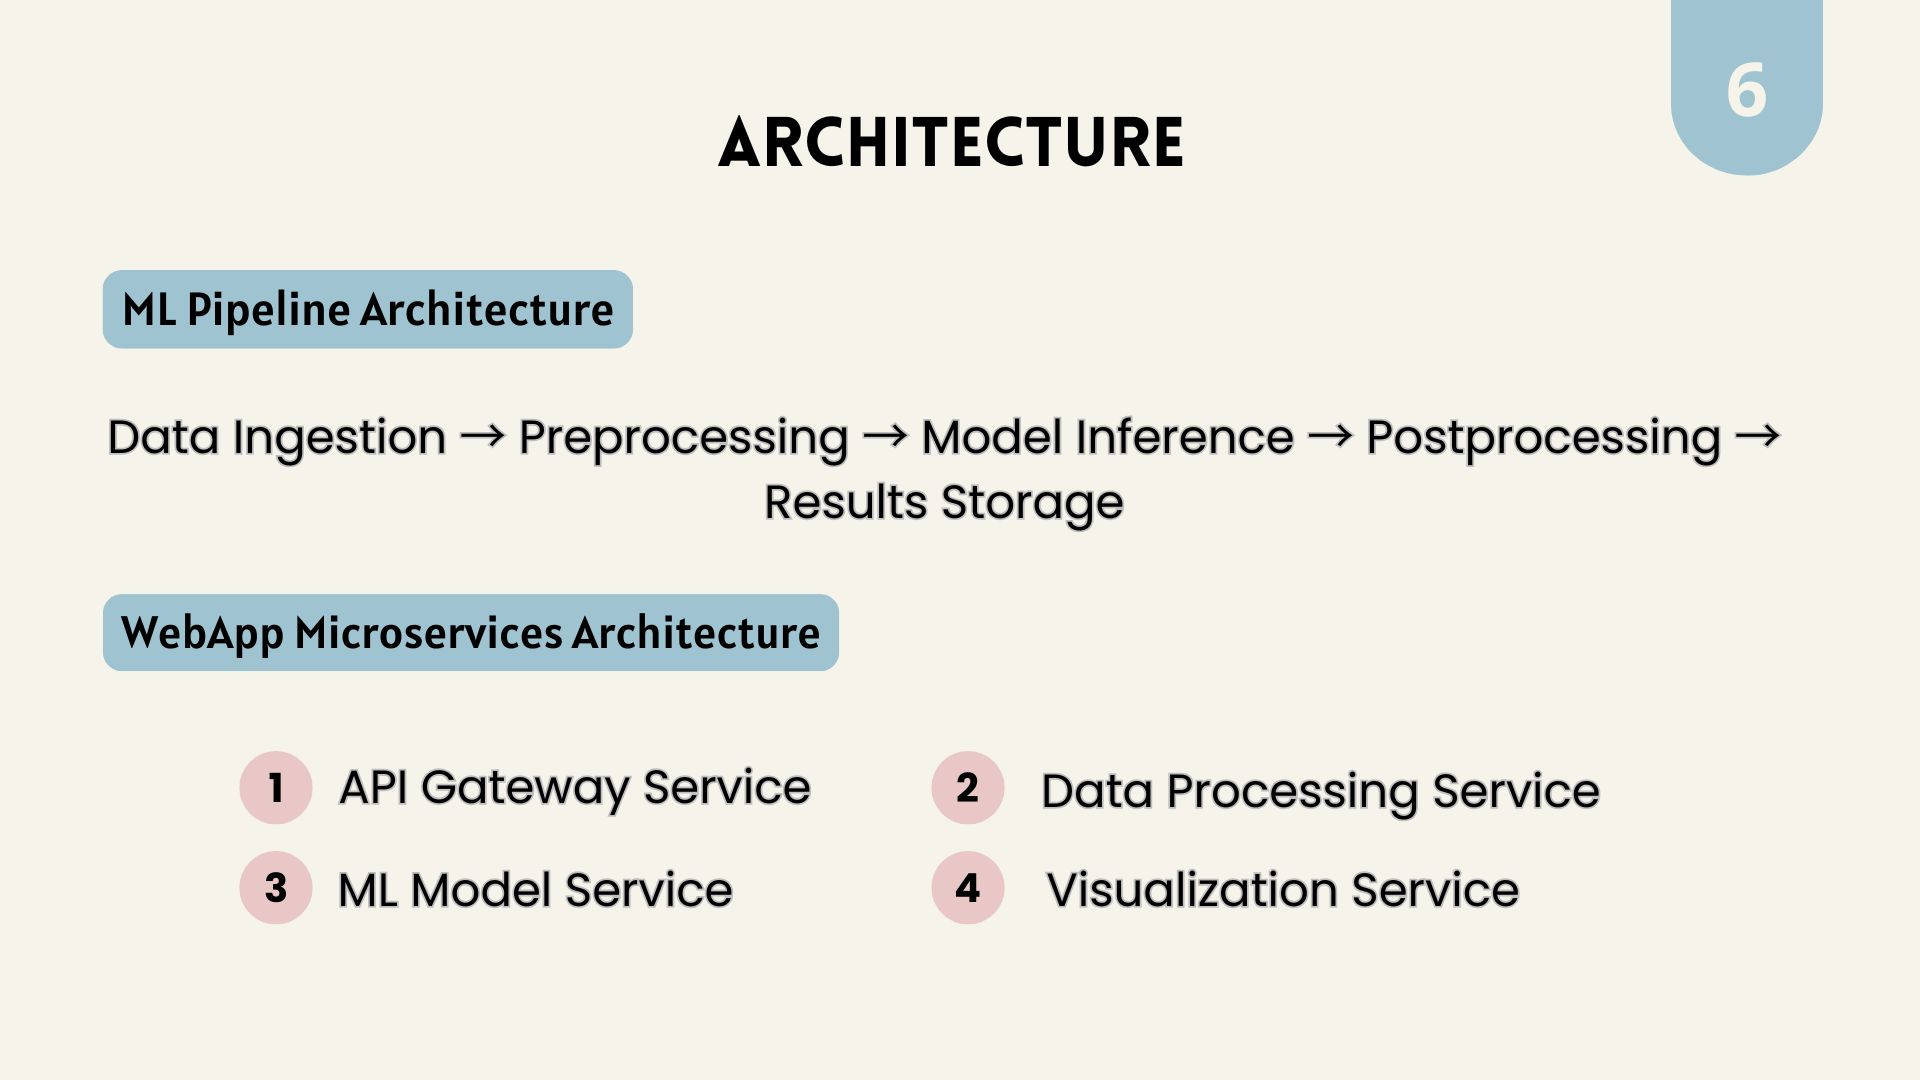 6
ARCHITECTURE
ML Pipeline Architecture
Data Ingestion → Preprocessing → Model Inference → Postprocessing →
Results Storage
WebApp Microservices Architecture
1 API Gateway Service
2 Data Processing Service
3 ML Model Service
4 Visualization Service